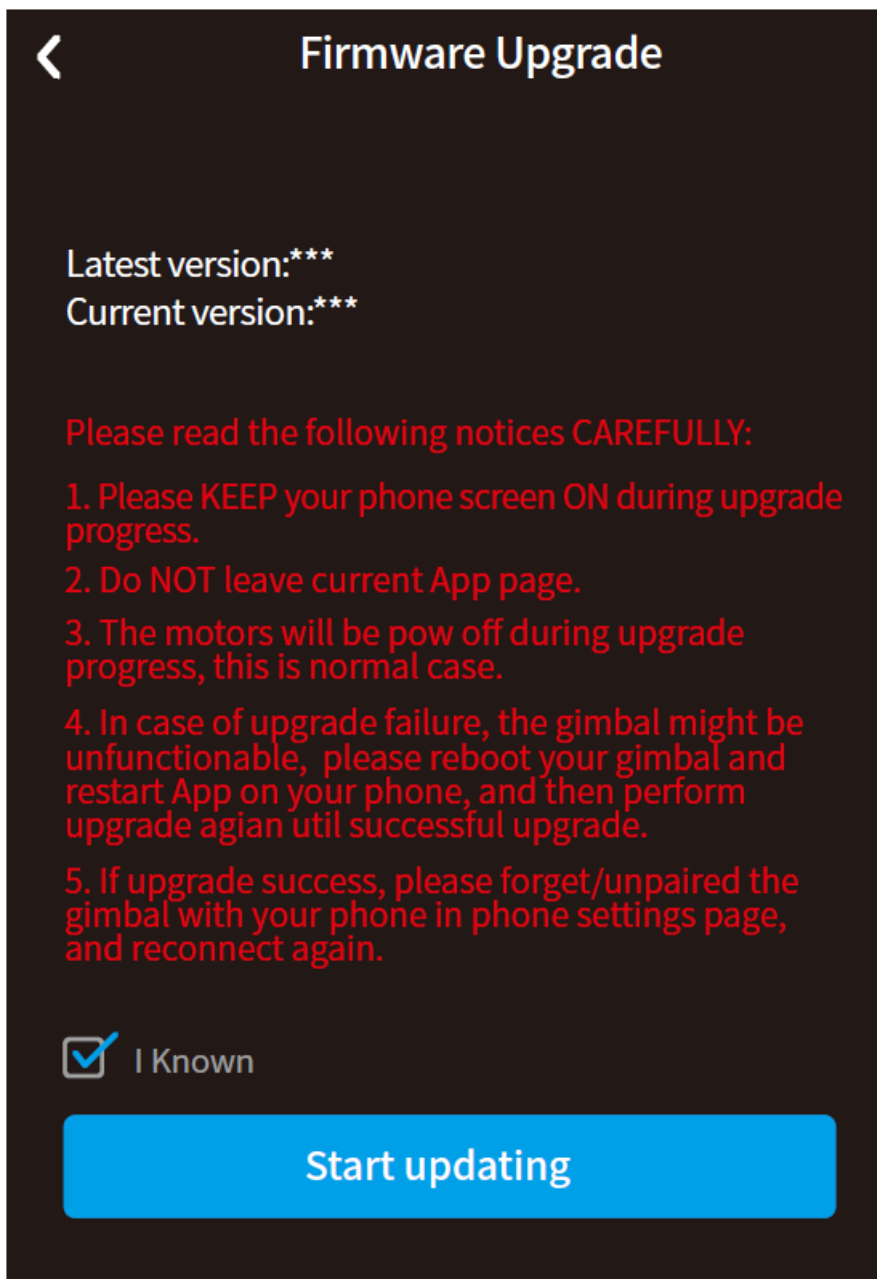 Firmware Upgrade
Latest version:***
Current version:***
Please read the following notices CAREFULLY:
1. Please KEEP your phone screen ON during upgrade
progress.
2. Do NOT leave current App page.
3. The motors will be pow off during upgrade
progress, this is normal case.
4. In case of upgrade failure, the gimbal might be
unfunctionable, please reboot your gimbal and
restart App on your phone, and then perform
upgrade agian util successful upgrade.
5. If upgrade success, please forget/unpaired the
gimbal with your phone in phone settings page,
and reconnect again.
I Known
Start updating